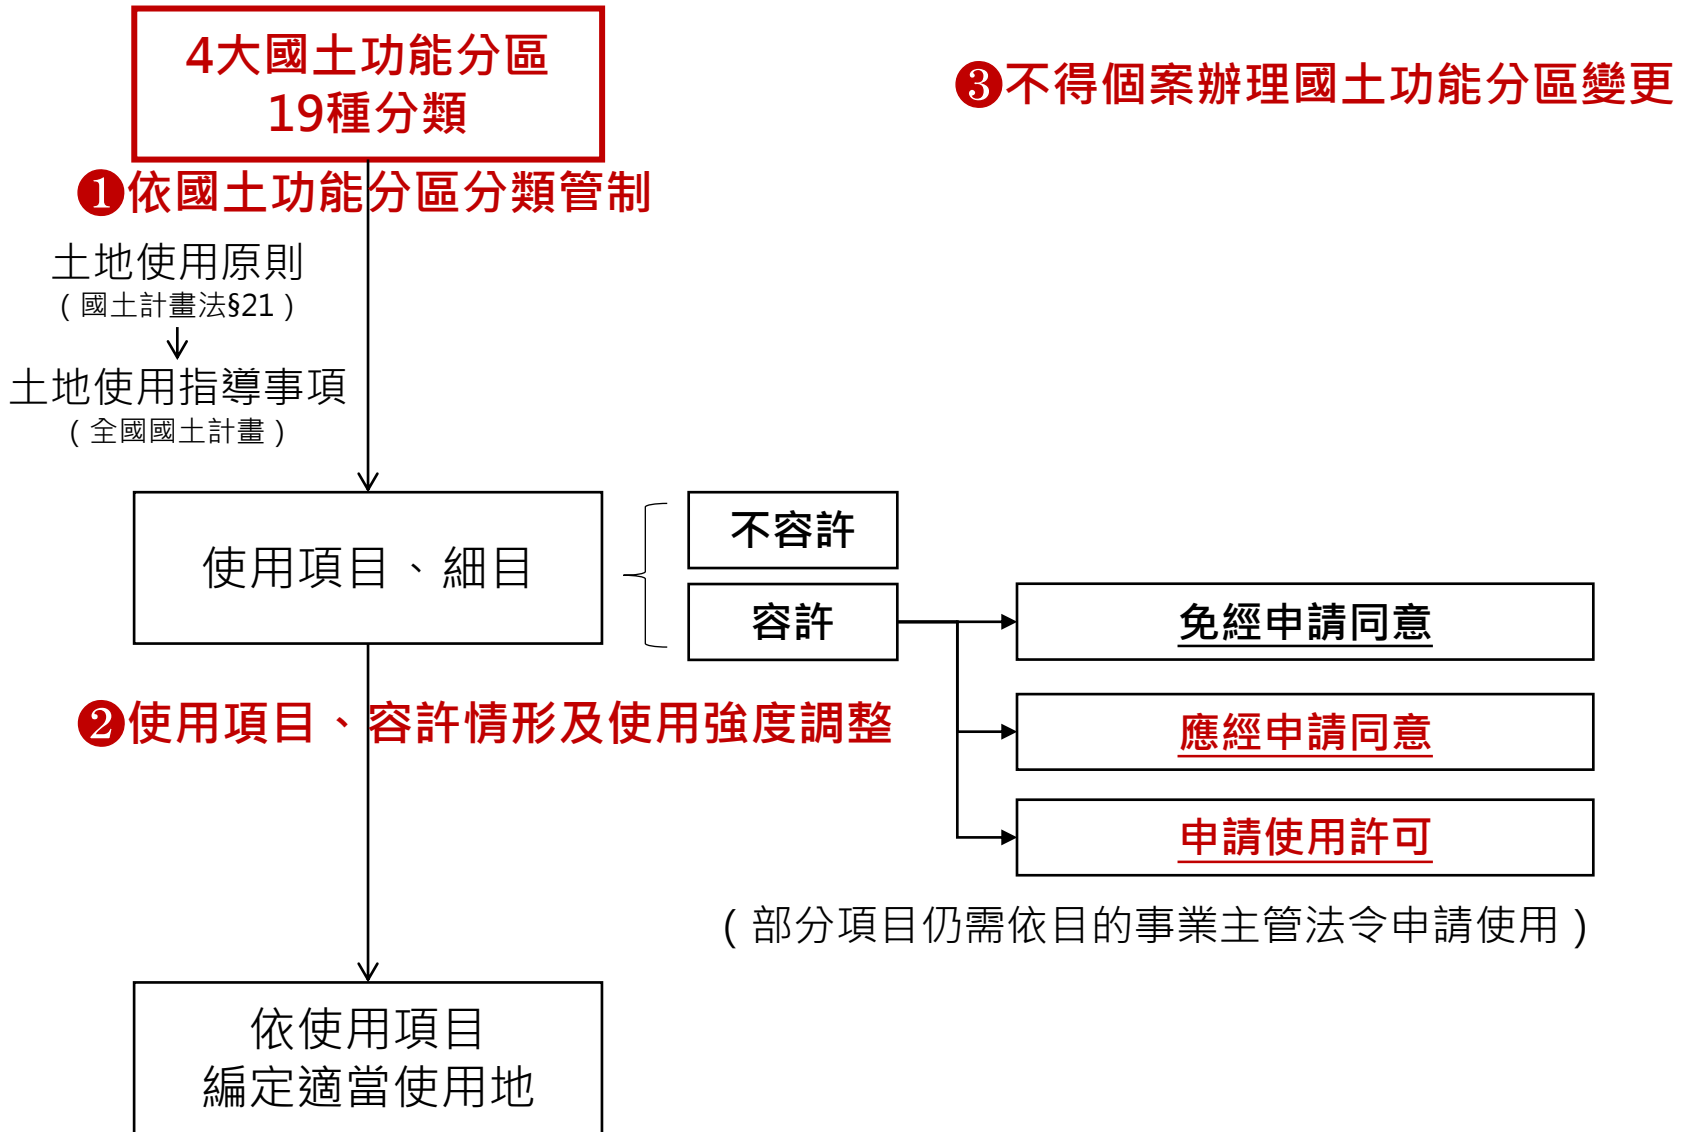 4大國土功能分區
19種分類
❸不得個案辦理國土功能分區變更
❶依國土功能分區分類管制
土地使用原則
(國土計畫法§21)
土地使用指導事項
(全國國土計畫)
使用項目、細目
不容許
容許
免經申請同意
應經申請同意
申請使用許可
(部分項目仍需依目的事業主管法令申請使用)
❷使用項目、容許情形及使用強度調整
依使用項目
編定適當使用地